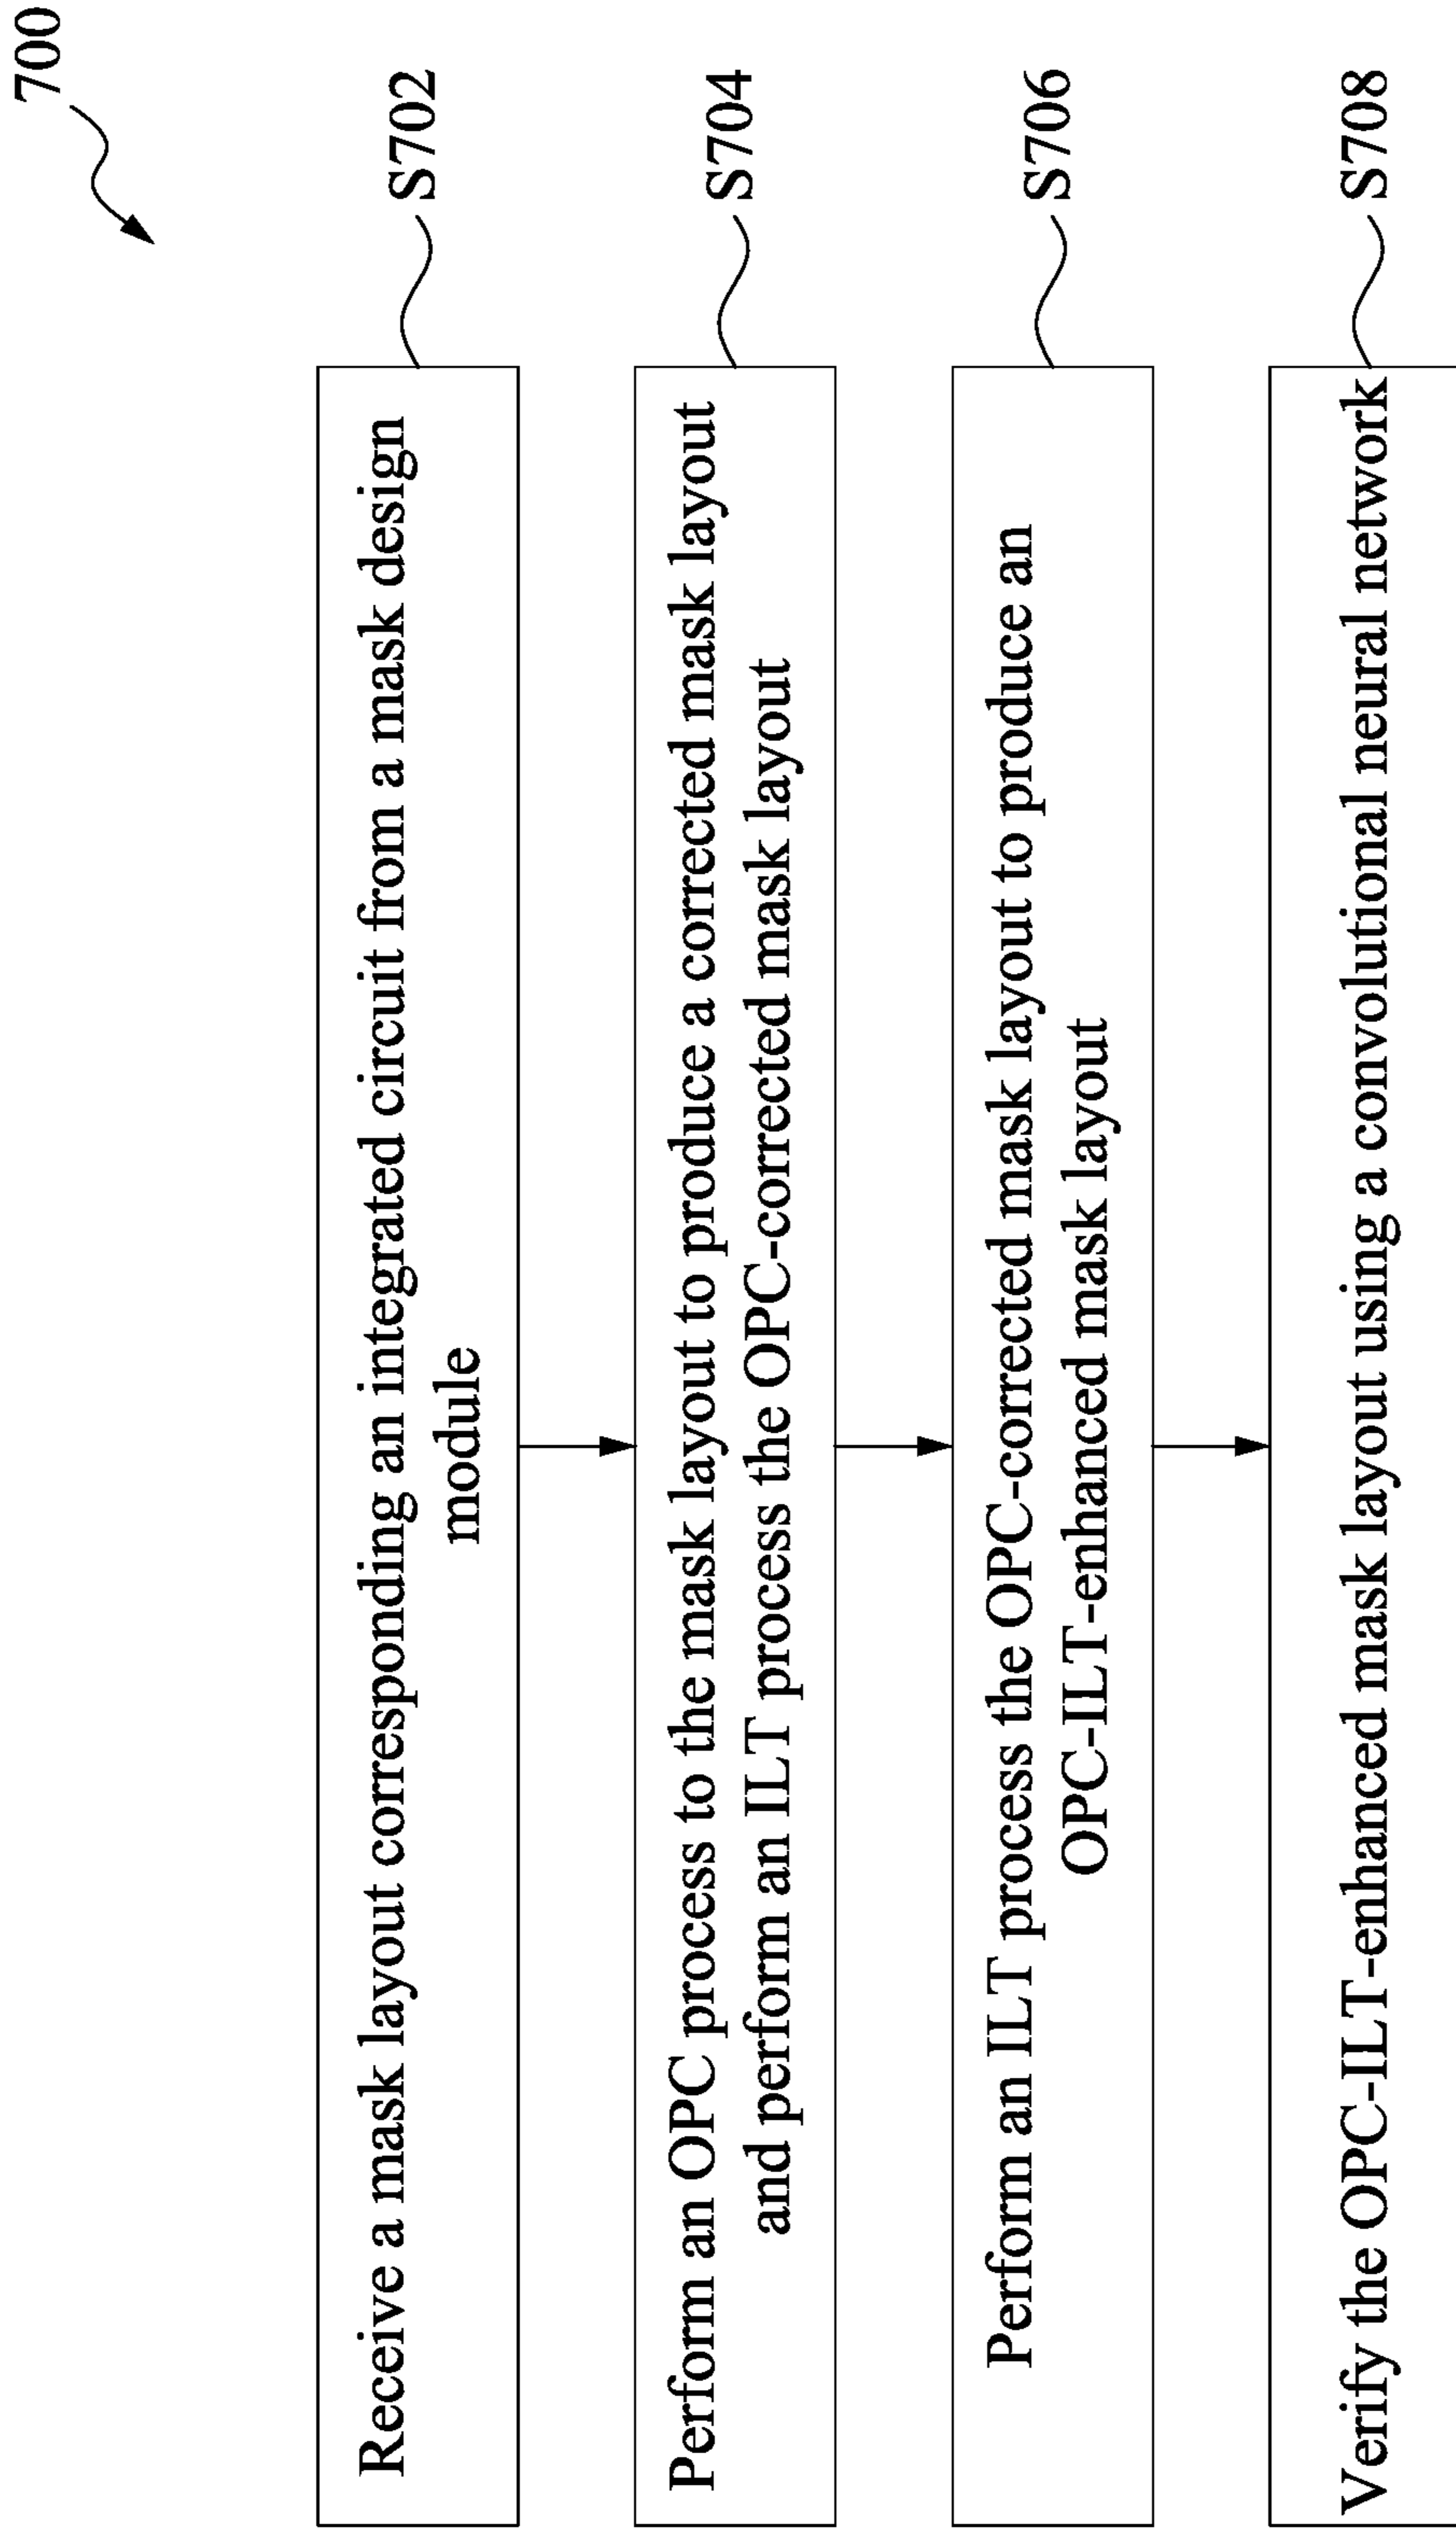 700
Receive a mask layout corresponding an integrated circuit from a mask design
module
S702
Perform an OPC process to the mask layout to produce a corrected mask layout
and perform an ILT process the OPC-corrected mask layout
S704
Perform an ILT process the OPC-corrected mask layout to produce an
OPC-ILT-enhanced mask layout
S706
Verify the OPC-ILT-enhanced mask layout using a convolutional neural network
S708